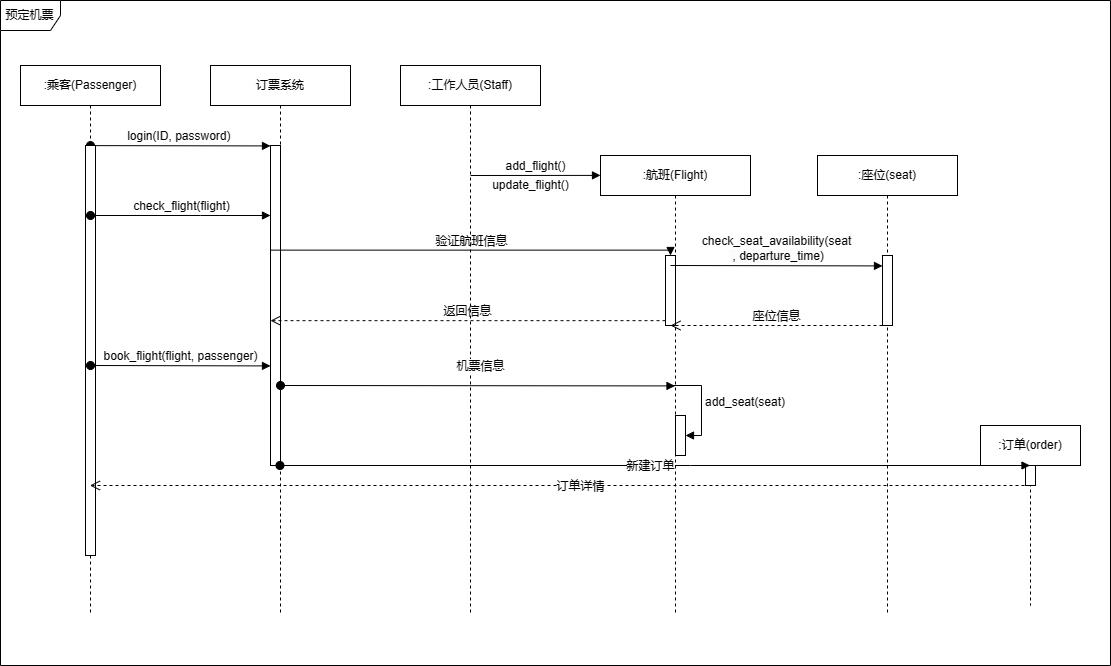 预定机票
:乘客(Passenger)
订票系统
:工作人员(Staff)
login(ID, password)
add_flight()
update_flight()
:航班(Flight)
:座位(seat)
check_flight(flight)
验证航班信息
check_seat_availability(seat
, departure_time)
返回信息
座位信息
book_flight(flight, passenger)
机票信息
add_seat(seat)
:订单(order)
新建订单
订单详情